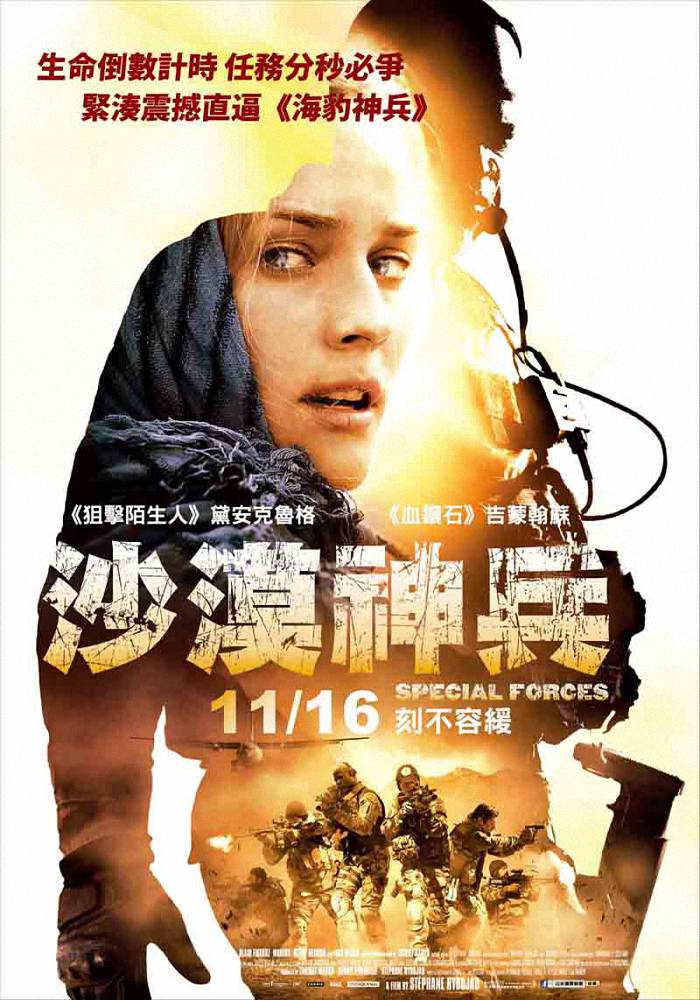 生命倒數計時 任務分秒必爭
緊湊震撼直逼《海豹神兵》
《狙擊陌生人》黛安克魯格 《血鑽石》吉蒙翰蘇
沙漠神兵
SPECIAL FORCES
11/16 刻不容緩
A FILM BY STÉPHANE RYBOJAD